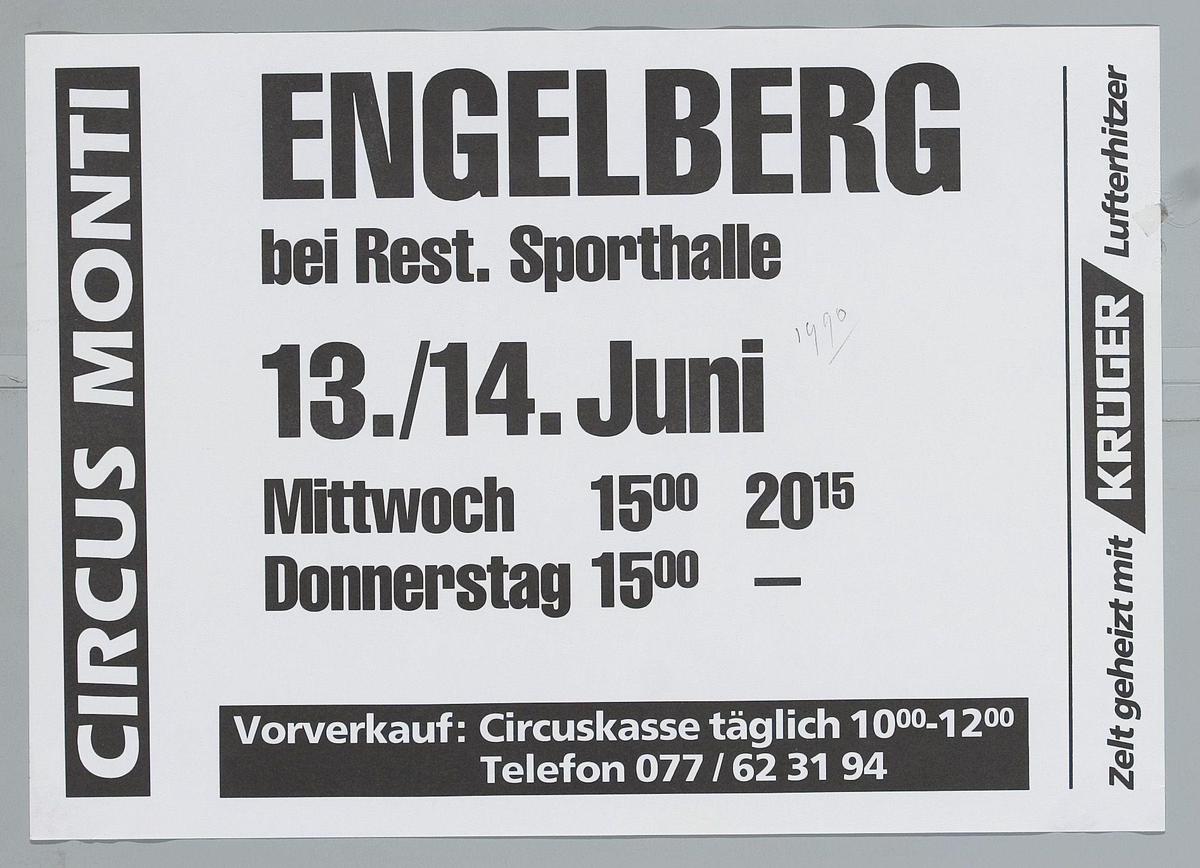 CIRCUS MONTI
ENGELBERG
bei Rest. Sporthalle
13./14. Juni
1990
Mittwoch 15⁰⁰ 20¹⁵
Donnerstag 15⁰⁰ –
Vorverkauf: Circuskasse täglich 10⁰⁰-12⁰⁰
Telefon 077 / 62 31 94
Zelt geheizt mit KRÜGER Lufterhitzer